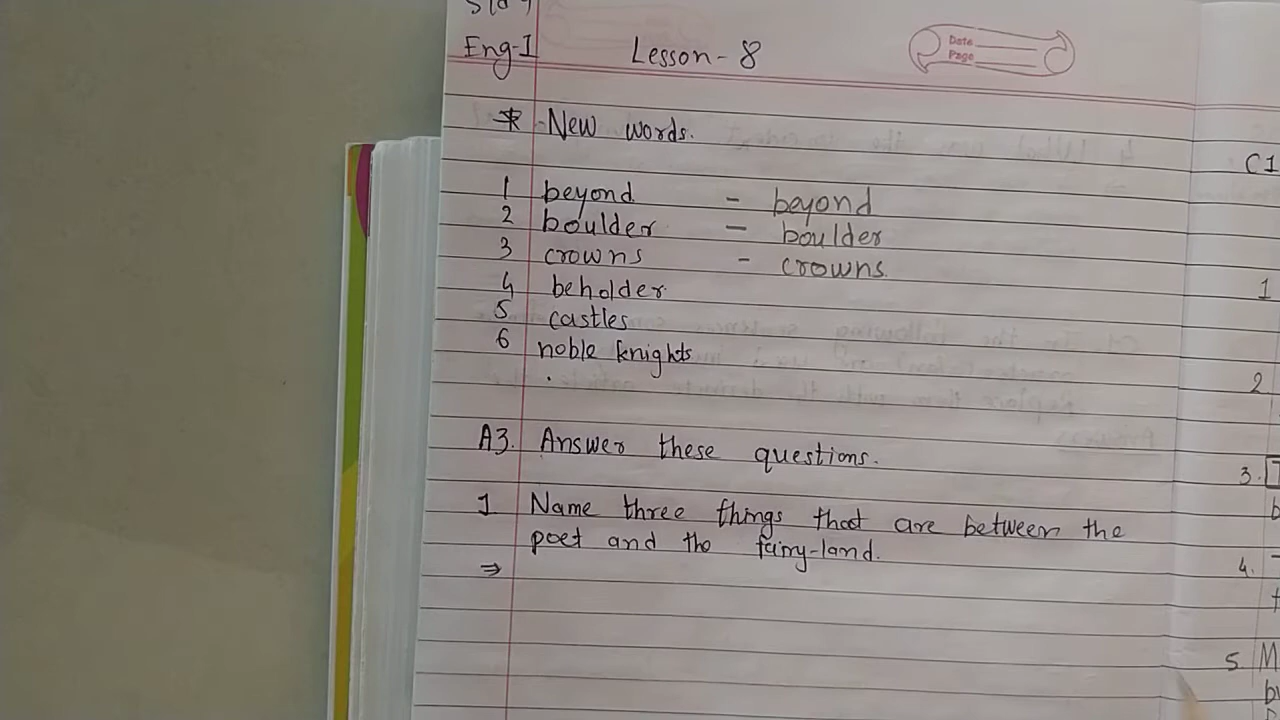 Eng-I
Lesson - 8
Date
Page
* New words.
1 beyond - beyond
2 boulder - boulder
3 crowns - crowns
4 beholder
5 castles
6 noble knights
A3. Answer these questions.
1 Name three things that are between the
poet and the fairy-land.
⇒
C1
1
2
3.
4.
5 M